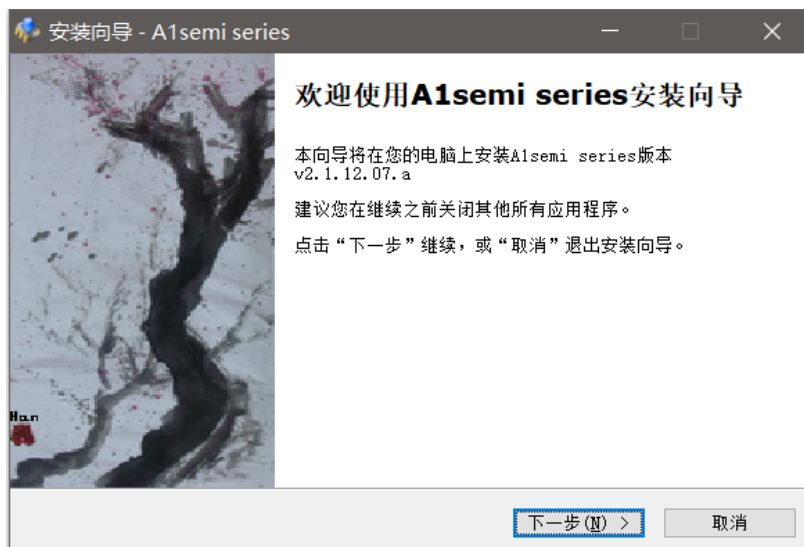 安装向导 - A1semi series
欢迎使用A1semi series安装向导
本向导将在您的电脑上安装A1semi series版本
v2.1.12.07.a
建议您在继续之前关闭其他所有应用程序。
点击“下一步”继续，或“取消”退出安装向导。
Han
下一步(N) >
取消